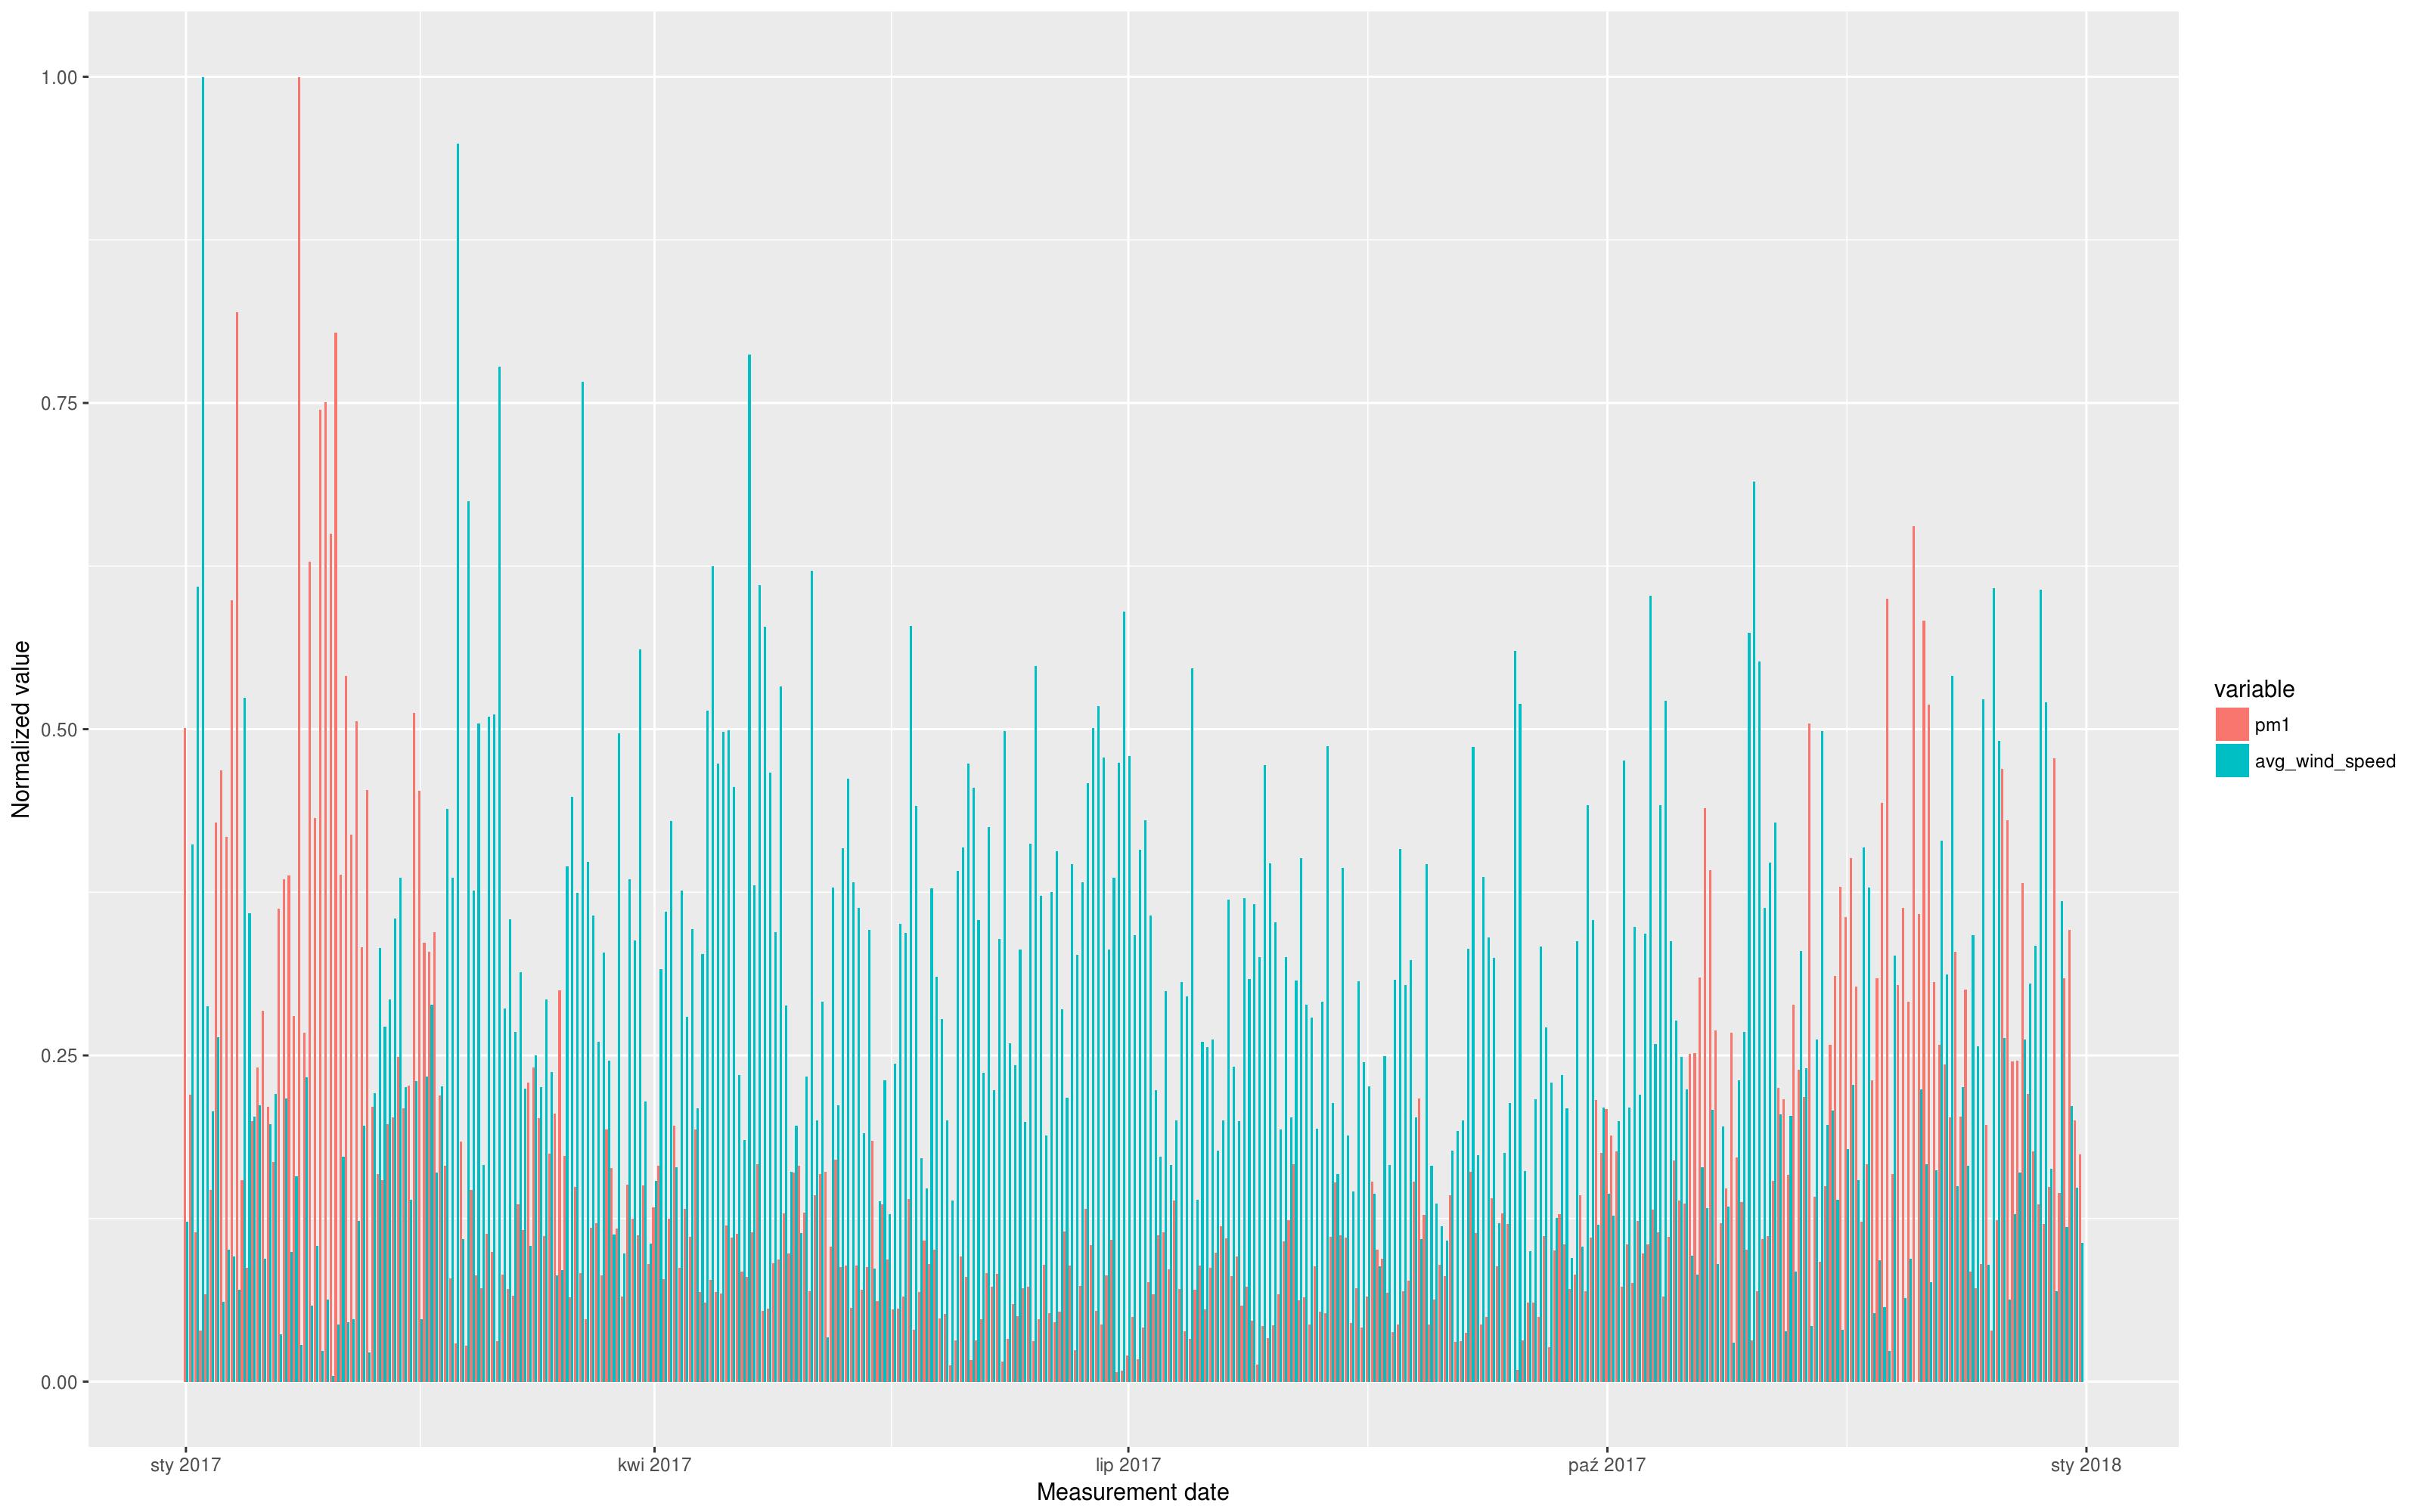 1.00
0.75
0.50
0.25
0.00
Normalized value
sty 2017
kwi 2017
lip 2017
paź 2017
sty 2018
Measurement date
variable
pm1
avg_wind_speed